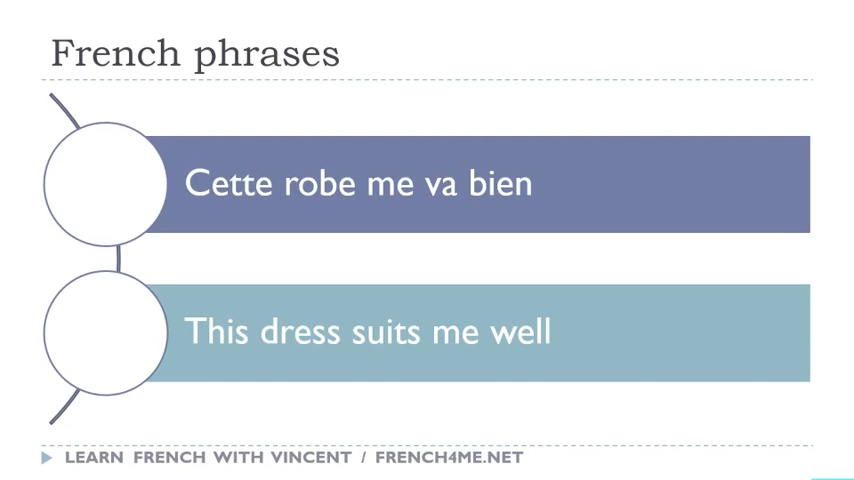 French phrases
Cette robe me va bien
This dress suits me well
LEARN FRENCH WITH VINCENT / FRENCH4ME.NET